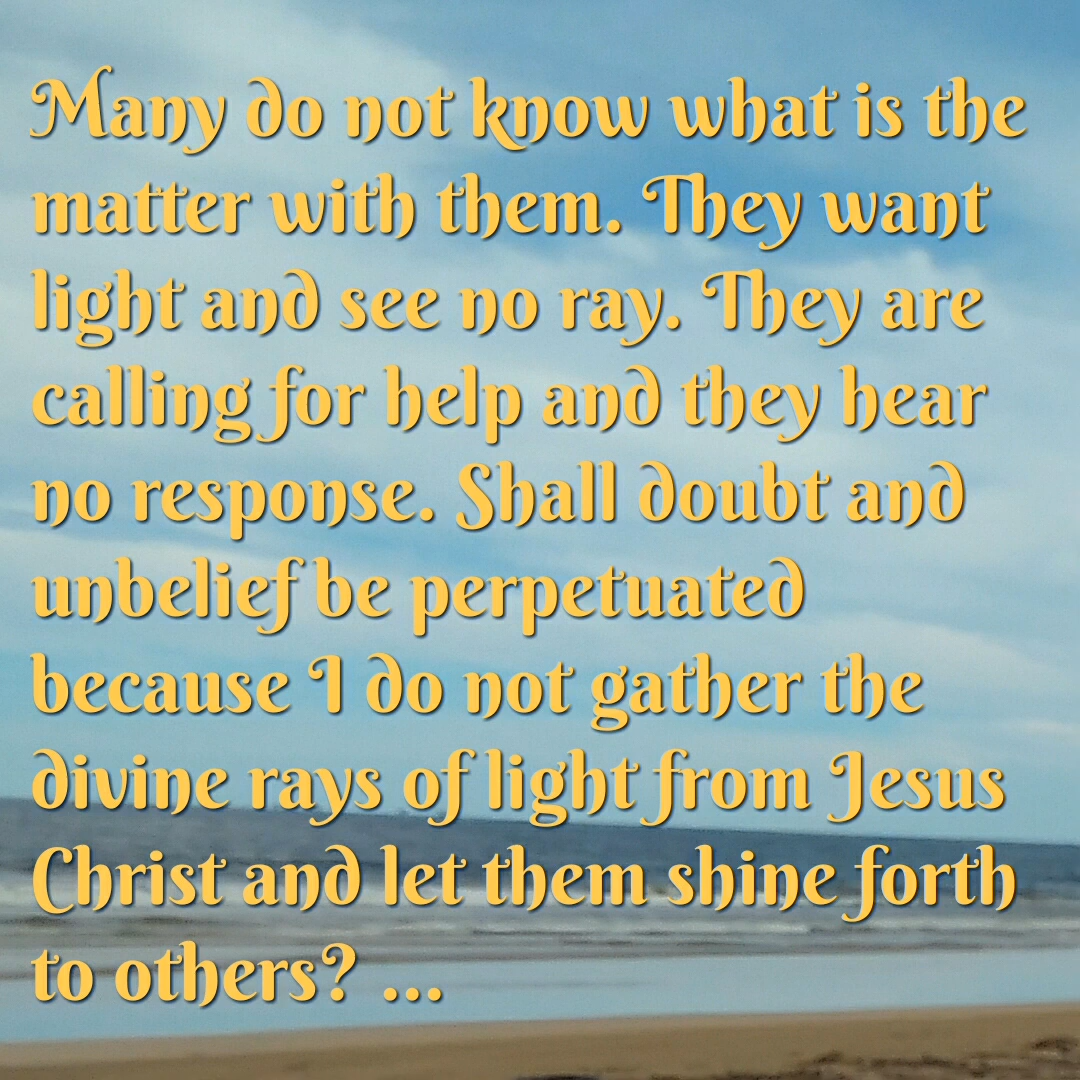 Many do not know what is the
matter with them. They want
light and see no ray. They are
calling for help and they hear
no response. Shall doubt and
unbelief be perpetuated
because I do not gather the
divine rays of light from Jesus
Christ and let them shine forth
to others? ...